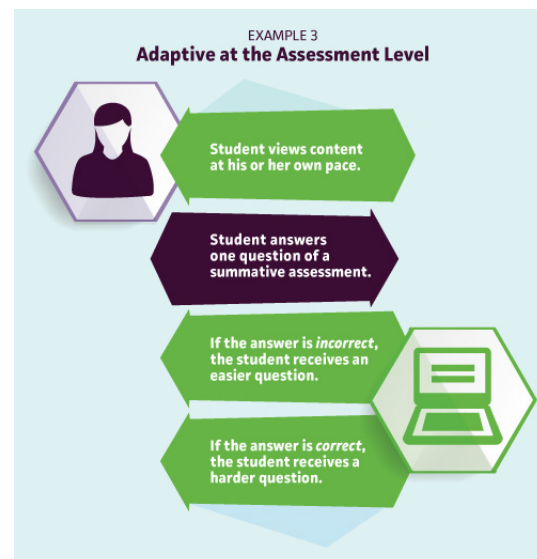 EXAMPLE 3
Adaptive at the Assessment Level
Student views content
at his or her own pace.
Student answers
one question of a
summative assessment.
If the answer is incorrect,
the student receives an
easier question.
If the answer is correct,
the student receives a
harder question.